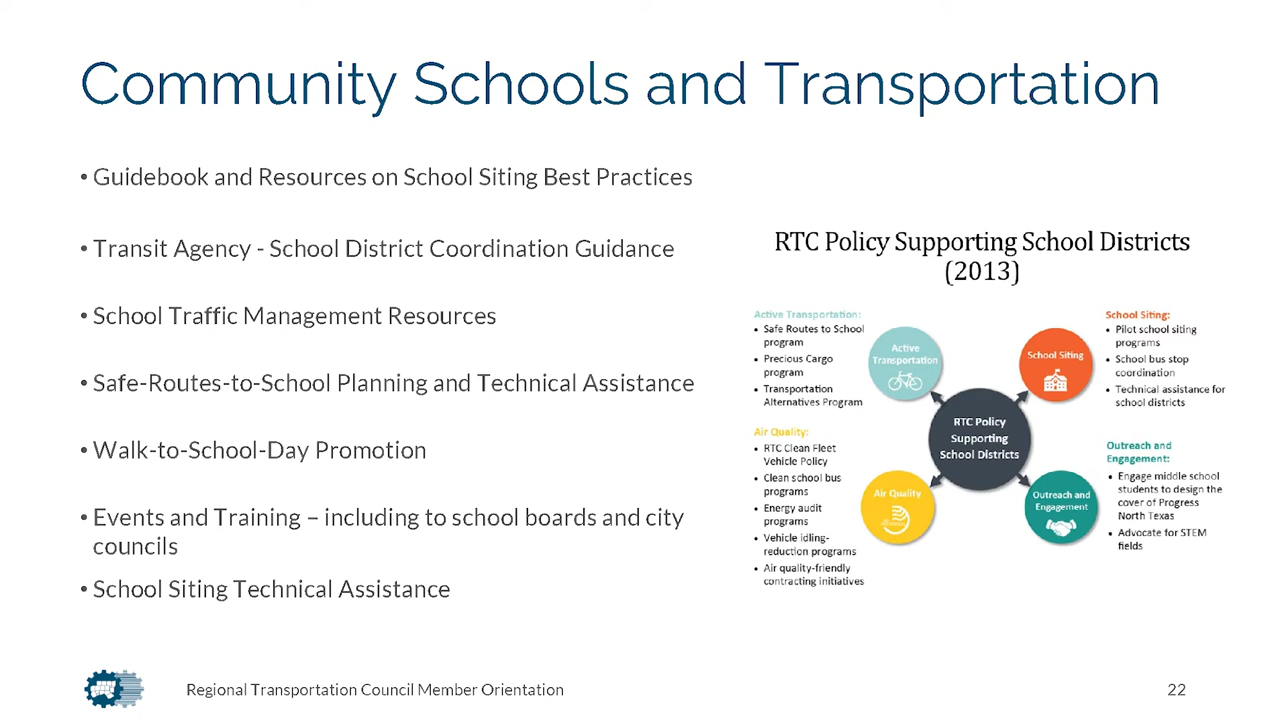 Community Schools and Transportation
• Guidebook and Resources on School Siting Best Practices
• Transit Agency - School District Coordination Guidance
• School Traffic Management Resources
• Safe-Routes-to-School Planning and Technical Assistance
• Walk-to-School-Day Promotion
• Events and Training – including to school boards and city
councils
• School Siting Technical Assistance
RTC Policy Supporting School Districts
(2013)
Active Transportation:
• Safe Routes to School
program
• Precious Cargo
program
• Transportation
Alternatives Program
Air Quality:
• RTC Clean Fleet
Vehicle Policy
• Clean school bus
programs
• Energy audit
programs
• Vehicle idling-
reduction programs
• Air quality-friendly
contracting initiatives
Active
Transportation
School Siting
RTC Policy
Supporting
School Districts
Air Quality
Outreach and
Engagement
School Siting:
• Pilot school siting
programs
• School bus stop
coordination
• Technical assistance for
school districts
Outreach and
Engagement:
• Engage middle school
students to design the
cover of Progress
North Texas
• Advocate for STEM
fields
Regional Transportation Council Member Orientation
22